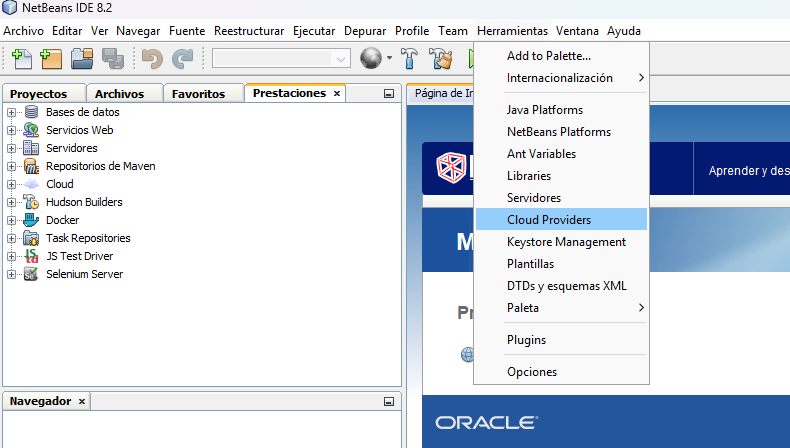 NetBeans IDE 8.2
Archivo Editar Ver Navegar Fuente Reestructurar Ejecutar Depurar Profile Team Herramientas Ventana Ayuda
Proyectos Archivos Favoritos Prestaciones
Bases de datos
Servicios Web
Servidores
Repositorios de Maven
Cloud
Hudson Builders
Docker
Task Repositories
JS Test Driver
Selenium Server
Navegador
Add to Palette...
Internacionalización
Java Platforms
NetBeans Platforms
Ant Variables
Libraries
Servidores
Cloud Providers
Keystore Management
Plantillas
DTDs y esquemas XML
Paleta
Plugins
Opciones
Página de In
Aprender y des
M
Pr
ORACLE